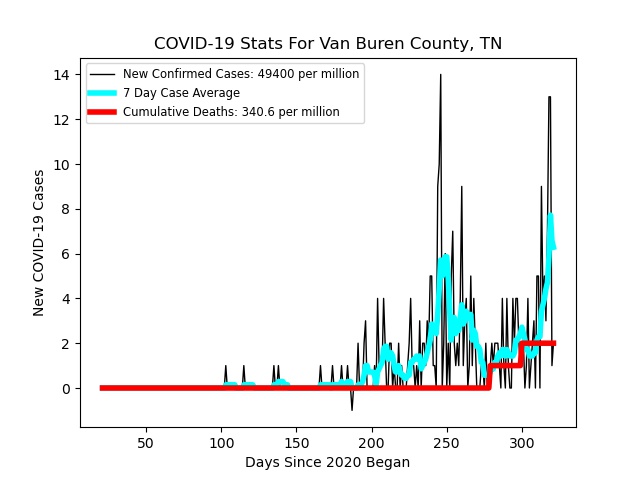 COVID-19 Stats For Van Buren County, TN
New Confirmed Cases: 49400 per million
7 Day Case Average
Cumulative Deaths: 340.6 per million
New COVID-19 Cases
14
12
10
8
6
4
2
0
50 100 150 200 250 300
Days Since 2020 Began